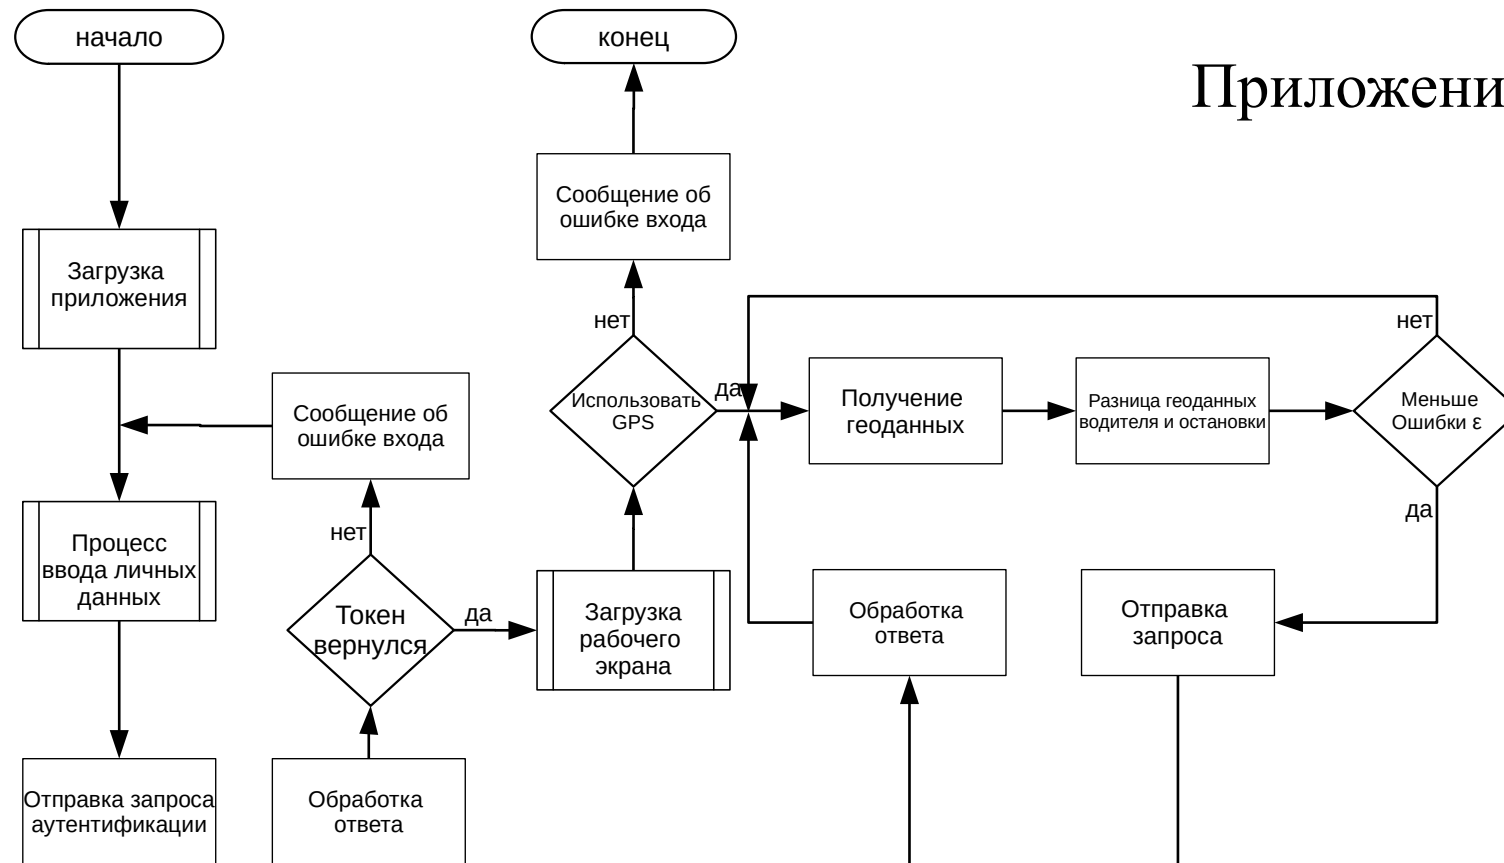 начало
конец
Приложени
Сообщение об
ошибке входа
Загрузка
приложения
нет
нет
Сообщение об
ошибке входа
Использовать
GPS
да
Получение
геоданных
Разница геоданных
водителя и остановки
Меньше
Ошибки ε
да
нет
Процесс
ввода личных
данных
Токен
вернулся
да
Загрузка
рабочего
экрана
Обработка
ответа
Отправка
запроса
Отправка запроса
аутентификации
Обработка
ответа